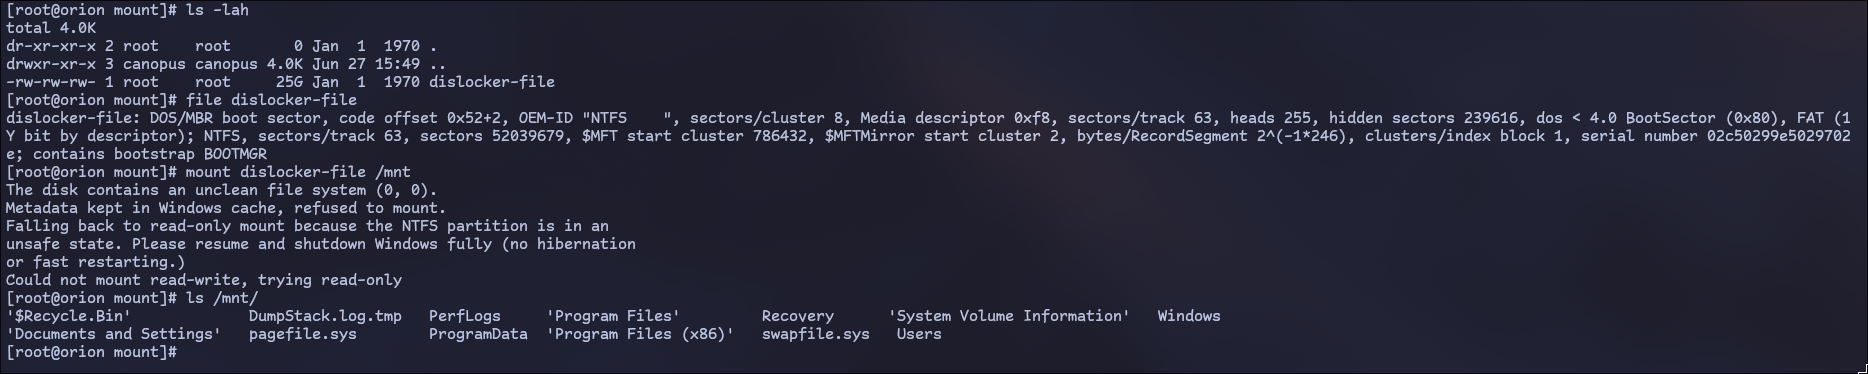 [root@orion mount]# ls -lah
total 4.0K
dr-xr-xr-x 2 root    root       0 Jan  1  1970 .
drwxr-xr-x 3 canopus canopus 4.0K Jun 27 15:49 ..
-rw-rw-rw- 1 root    root     25G Jan  1  1970 dislocker-file
[root@orion mount]# file dislocker-file
dislocker-file: DOS/MBR boot sector, code offset 0x52+2, OEM-ID "NTFS    ", sectors/cluster 8, Media descriptor 0xf8, sectors/track 63, heads 255, hidden sectors 239616, dos < 4.0 BootSector (0x80), FAT (1
Y bit by descriptor); NTFS, sectors/track 63, sectors 52039679, $MFT start cluster 786432, $MFTMirror start cluster 2, bytes/RecordSegment 2^(-1*246), clusters/index block 1, serial number 02c50299e5029702
e; contains bootstrap BOOTMGR
[root@orion mount]# mount dislocker-file /mnt
The disk contains an unclean file system (0, 0).
Metadata kept in Windows cache, refused to mount.
Falling back to read-only mount because the NTFS partition is in an
unsafe state. Please resume and shutdown Windows fully (no hibernation
or fast restarting.)
Could not mount read-write, trying read-only
[root@orion mount]# ls /mnt/
'$Recycle.Bin'             DumpStack.log.tmp   PerfLogs     'Program Files'         Recovery      'System Volume Information'   Windows
'Documents and Settings'   pagefile.sys        ProgramData  'Program Files (x86)'   swapfile.sys   Users
[root@orion mount]#